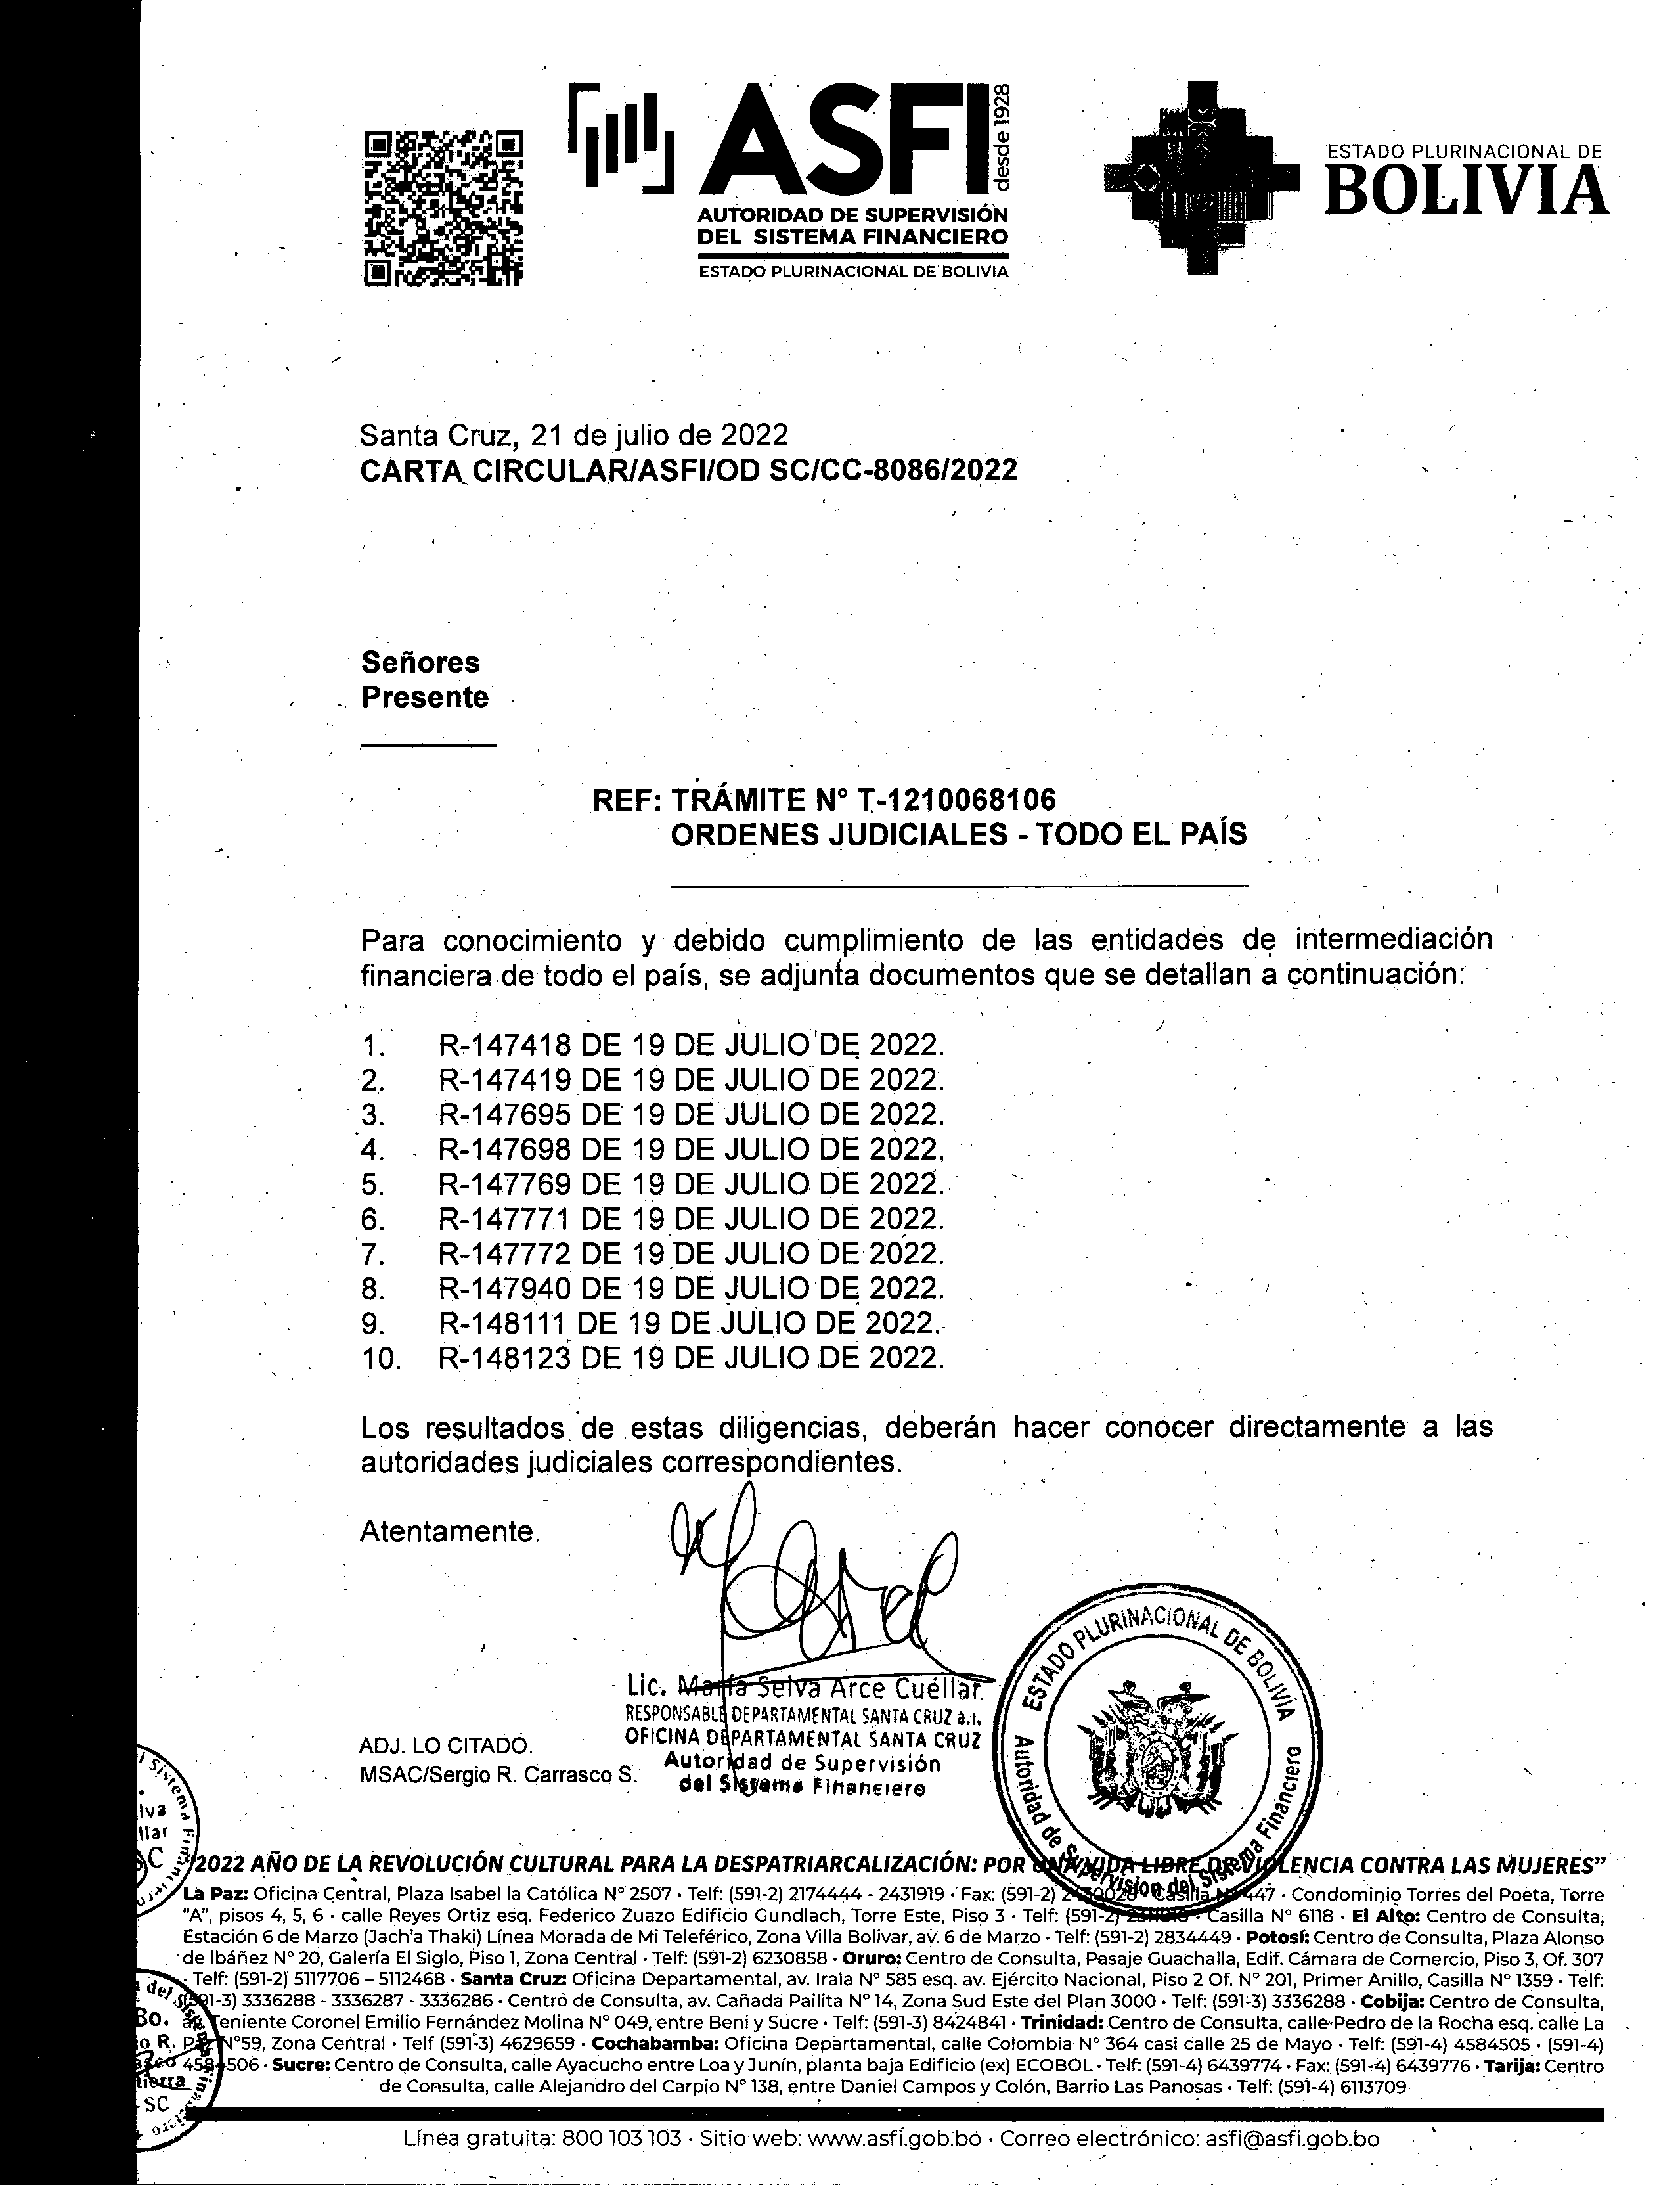 ASFI
desde 1928
AUTORIDAD DE SUPERVISIÓN
DEL SISTEMA FINANCIERO
ESTADO PLURINACIONAL DE BOLIVIA
ESTADO PLURINACIONAL DE
BOLIVIA
Santa Cruz, 21 de julio de 2022
CARTA CIRCULAR/ASFI/OD SC/CC-8086/2022
Señores
Presente
REF: TRÁMITE N° T-1210068106
ORDENES JUDICIALES - TODO EL PAÍS
Para conocimiento y debido cumplimiento de las entidades de intermediación
financiera de todo el país, se adjunta documentos que se detallan a continuación:
1. R-147418 DE 19 DE JULIO DE 2022.
2. R-147419 DE 19 DE JULIO DE 2022.
3. R-147695 DE 19 DE JULIO DE 2022.
4. R-147698 DE 19 DE JULIO DE 2022.
5. R-147769 DE 19 DE JULIO DE 2022.
6. R-147771 DE 19 DE JULIO DE 2022.
7. R-147772 DE 19 DE JULIO DE 2022.
8. R-147940 DE 19 DE JULIO DE 2022.
9. R-148111 DE 19 DE JULIO DE 2022.
10. R-148123 DE 19 DE JULIO DE 2022.
Los resultados de estas diligencias, deberán hacer conocer directamente a las
autoridades judiciales correspondientes.
Atentamente.
Lic. María Selva Arce Cuéllar
RESPONSABLE DEPARTAMENTAL SANTA CRUZ a.i.
OFICINA DEPARTAMENTAL SANTA CRUZ
Autoridad de Supervisión
del Sistema Financiero
ESTADO PLURINACIONAL DE BOLIVIA
Autoridad de Supervision del Sistema Financiero
ADJ. LO CITADO.
MSAC/Sergio R. Carrasco S.
2022 AÑO DE LA REVOLUCIÓN CULTURAL PARA LA DESPATRIARCALIZACIÓN: POR UNA VIDA LIBRE DE VIOLENCIA CONTRA LAS MUJERES”
La Paz: Oficina Central, Plaza Isabel la Católica N° 2507 · Telf: (591-2) 2174444 - 2431919 · Fax: (591-2) Casilla N° 447 · Condominio Torres del Poeta, Torre
“A”, pisos 4, 5, 6 · calle Reyes Ortiz esq. Federico Zuazo Edificio Gundlach, Torre Este, Piso 3 · Telf: (591-2) · Casilla N° 6118 · El Alto: Centro de Consulta,
Estación 6 de Marzo (Jach’a Thaki) Línea Morada de Mi Teleférico, Zona Villa Bolivar, av. 6 de Marzo · Telf: (591-2) 2834449 · Potosí: Centro de Consulta, Plaza Alonso
de Ibáñez N° 20, Galería El Siglo, Piso 1, Zona Central · Telf: (591-2) 6230858 · Oruro: Centro de Consulta, Pasaje Guachalla, Edif. Cámara de Comercio, Piso 3, Of. 307
· Telf: (591-2) 5117706 – 5112468 · Santa Cruz: Oficina Departamental, av. Irala N° 585 esq. av. Ejército Nacional, Piso 2 Of. N° 201, Primer Anillo, Casilla N° 1359 · Telf:
(591-3) 3336288 - 3336287 - 3336286 · Centro de Consulta, av. Cañada Pailita N° 14, Zona Sud Este del Plan 3000 · Telf: (591-3) 3336288 · Cobija: Centro de Consulta,
Teniente Coronel Emilio Fernández Molina N° 049, entre Beni y Sucre · Telf: (591-3) 8424841 · Trinidad: Centro de Consulta, calle Pedro de la Rocha esq. calle La
N°59, Zona Central · Telf (591-3) 4629659 · Cochabamba: Oficina Departamental, calle Colombia N° 364 casi calle 25 de Mayo · Telf: (591-4) 4584505 · (591-4)
4584506 · Sucre: Centro de Consulta, calle Ayacucho entre Loa y Junín, planta baja Edificio (ex) ECOBOL · Telf: (591-4) 6439774 · Fax: (591-4) 6439776 · Tarija: Centro
de Consulta, calle Alejandro del Carpio N° 138, entre Daniel Campos y Colón, Barrio Las Panosas · Telf: (591-4) 6113709
Línea gratuita: 800 103 103 · Sitio web: www.asfi.gob.bo · Correo electrónico: asfi@asfi.gob.bo